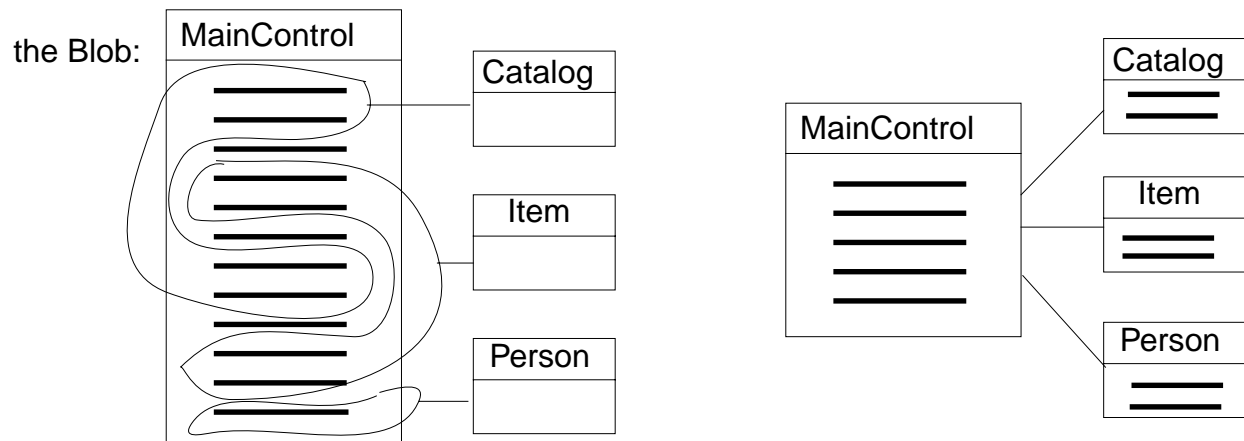 the Blob:
MainControl
Catalog
Item
Person
MainControl
Catalog
Item
Person